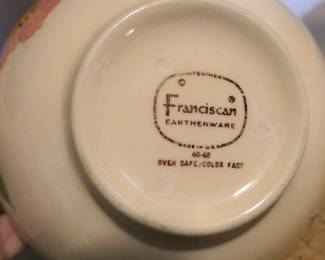 Franciscan
EARTHENWARE
MADE IN U.S.A.
60-68
OVEN SAFE/COLOR FAST